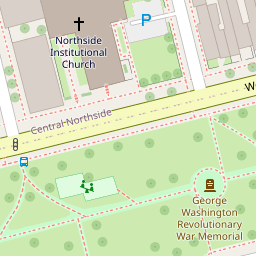 P
Northside
Institutional
Church
W
Central Northside
George
Washington
Revolutionary
War Memorial